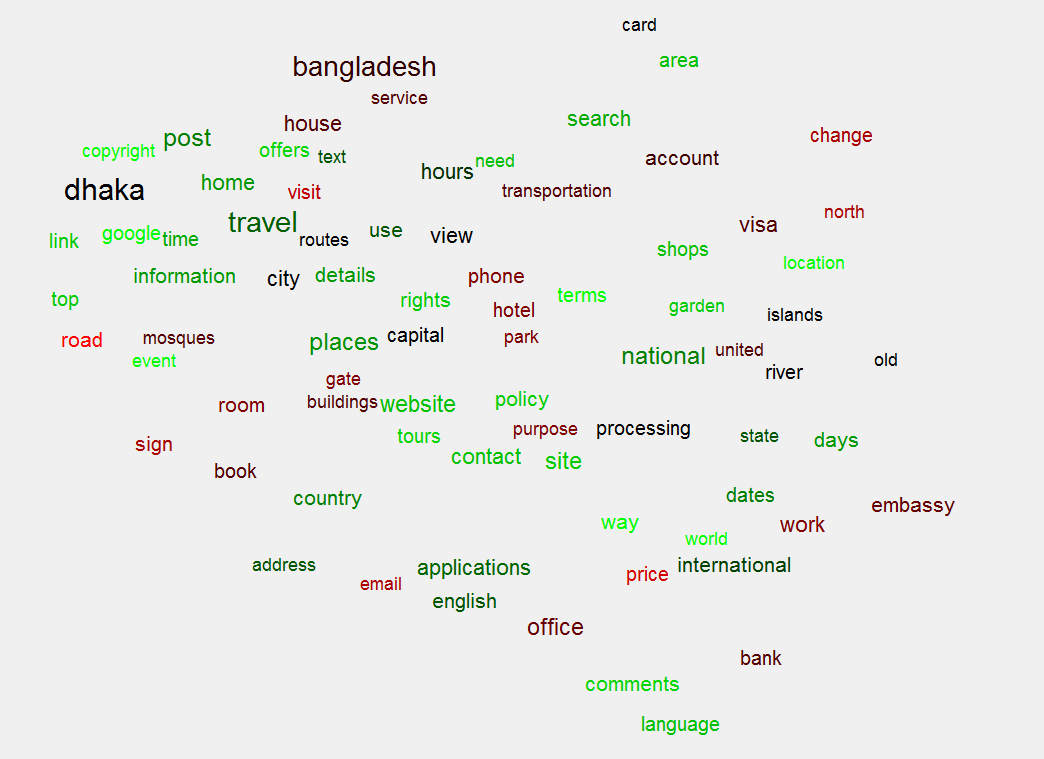 card
area
bangladesh
service
search
house
change
post
copyright
offers
text
account
need
hours
home
dhaka
visit
transportation
north
travel
visa
use
view
link
google
time
routes
shops
location
information
city
details
phone
terms
top
rights
garden
hotel
islands
road
mosques
places
capital
park
national
united
event
old
river
gate
room
buildings
website
policy
tours
purpose
processing
state
days
sign
contact
site
book
country
dates
embassy
way
work
world
address
applications
international
price
email
english
office
bank
comments
language